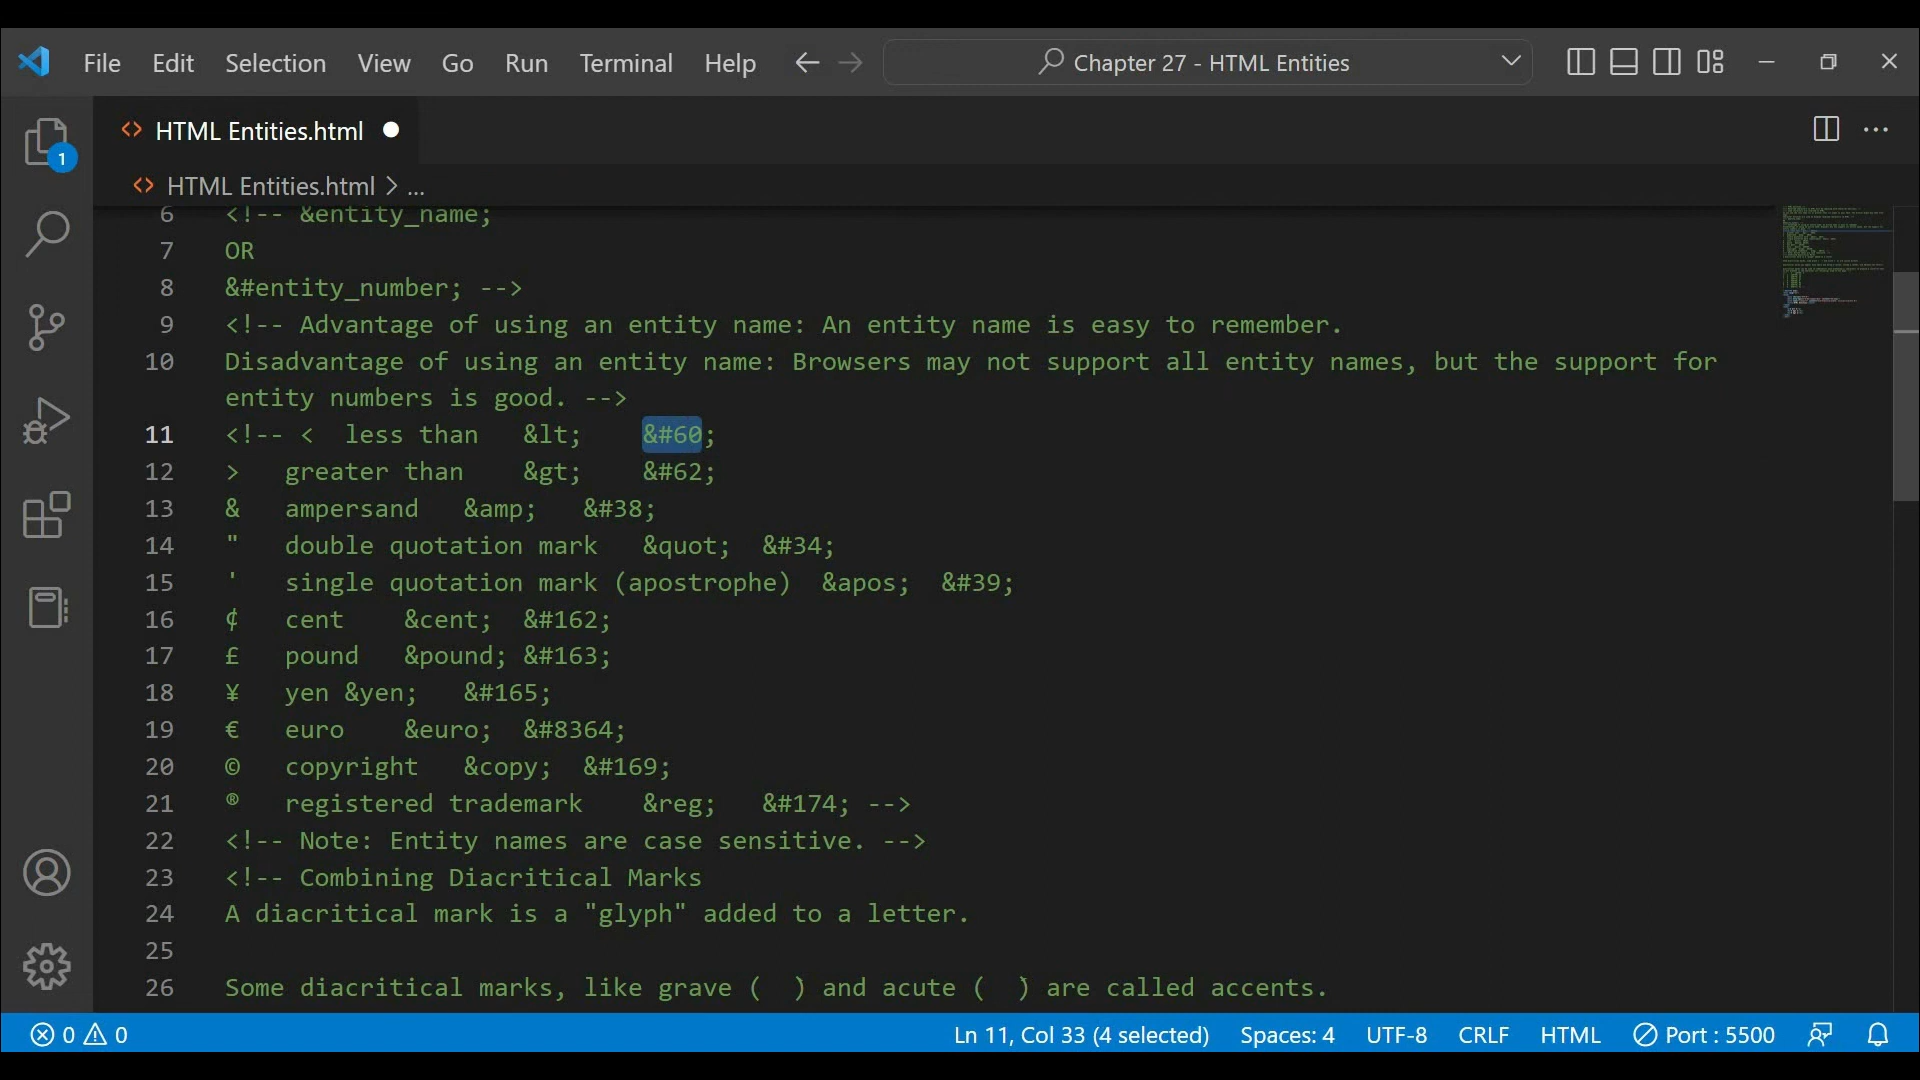 File Edit Selection View Go Run Terminal Help Chapter 27 - HTML Entities
1
HTML Entities.html
HTML Entities.html > ...
6 <!-- &entity_name;
7 OR
8 &#entity_number; -->
9 <!-- Advantage of using an entity name: An entity name is easy to remember.
10 Disadvantage of using an entity name: Browsers may not support all entity names, but the support for
entity numbers is good. -->
11 <!-- < less than &lt; &#60;
12 > greater than &gt; &#62;
13 & ampersand &amp; &#38;
14 " double quotation mark &quot; &#34;
15 ' single quotation mark (apostrophe) &apos; &#39;
16 ¢ cent &cent; &#162;
17 £ pound &pound; &#163;
18 ¥ yen &yen; &#165;
19 € euro &euro; &#8364;
20 © copyright &copy; &#169;
21 ® registered trademark &reg; &#174; -->
22 <!-- Note: Entity names are case sensitive. -->
23 <!-- Combining Diacritical Marks
24 A diacritical mark is a "glyph" added to a letter.
25
26 Some diacritical marks, like grave (  ̀) and acute (  ́) are called accents.
0 0 Ln 11, Col 33 (4 selected) Spaces: 4 UTF-8 CRLF HTML Port : 5500